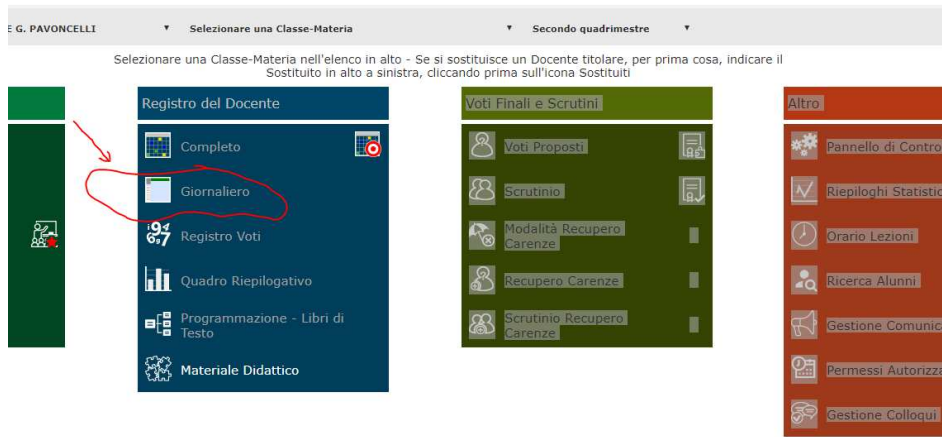 E G. PAVONCELLI
Selezionare una Classe-Materia
Secondo quadrimestre
Selezionare una Classe-Materia nell'elenco in alto - Se si sostituisce un Docente titolare, per prima cosa, indicare il
Sostituito in alto a sinistra, cliccando prima sull'icona Sostituiti
Registro del Docente
Completo
Giornaliero
Registro Voti
Quadro Riepilogativo
Programmazione - Libri di
Testo
Materiale Didattico
Voti Finali e Scrutini
Voti Proposti
Scrutinio
Modalità Recupero
Carenze
Recupero Carenze
Scrutinio Recupero
Carenze
Altro
Pannello di Contro
Riepiloghi Statistic
Orario Lezioni
Ricerca Alunni
Gestione Comunic
Permessi Autorizza
Gestione Colloqui